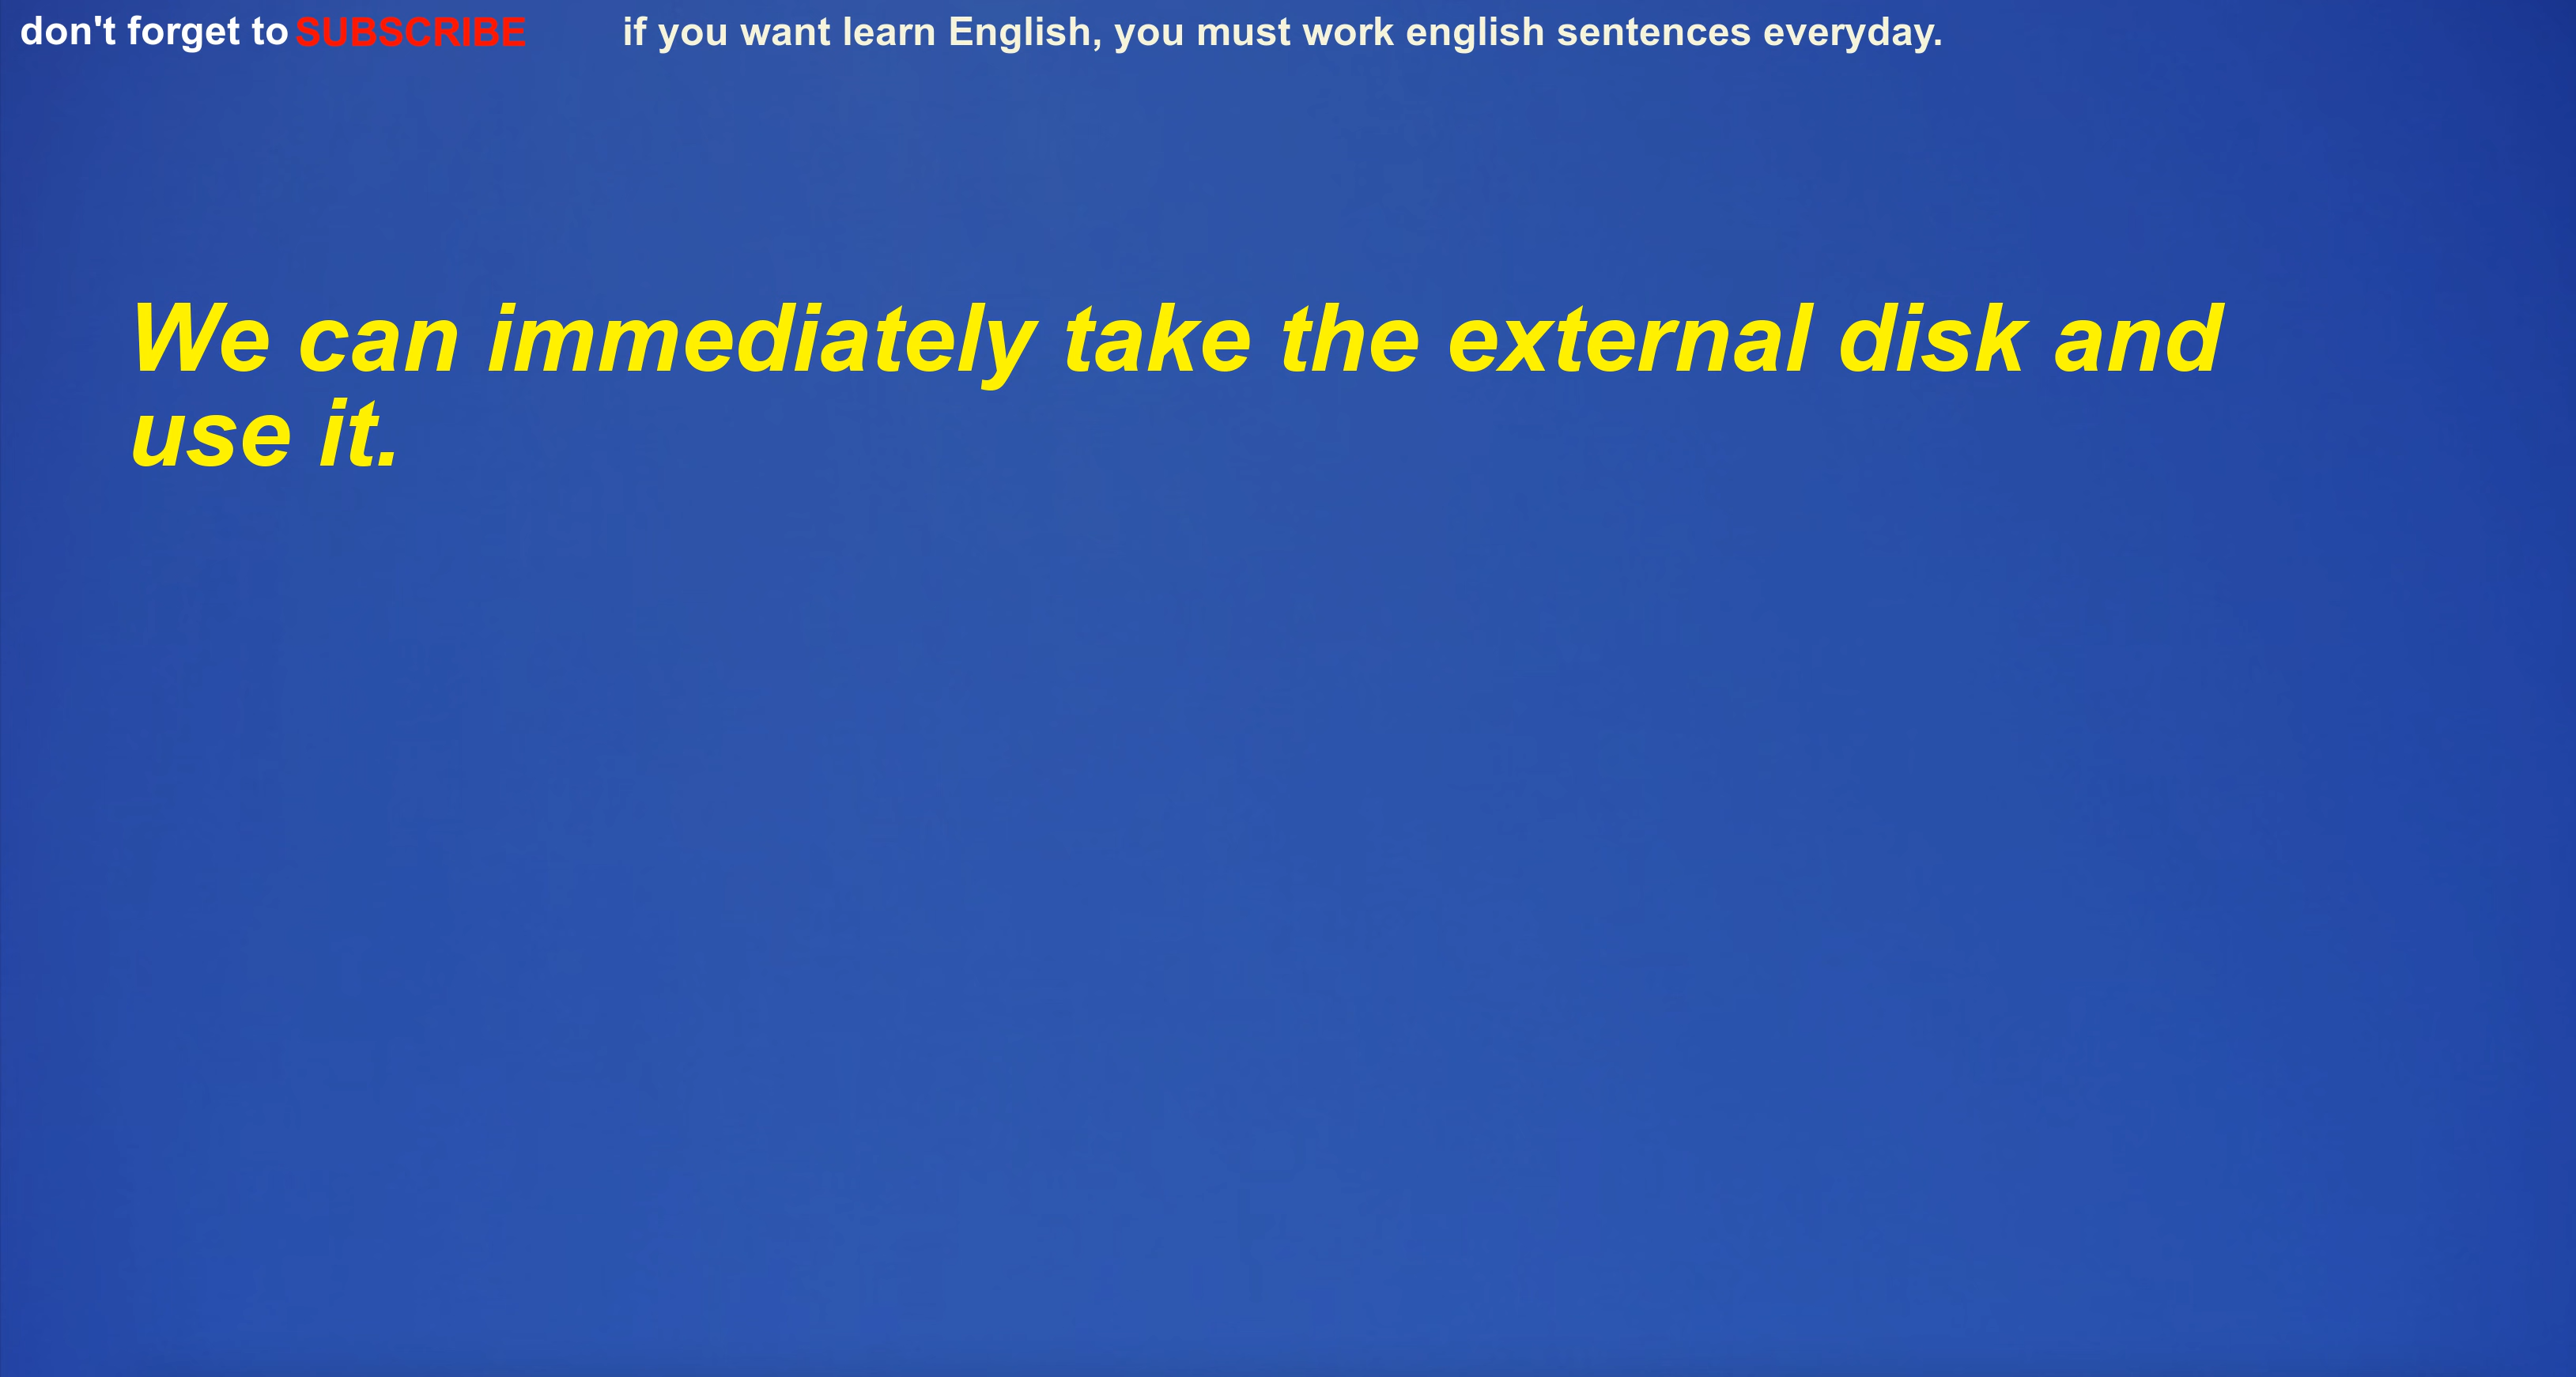 don't forget to SUBSCRIBE if you want learn English, you must work english sentences everyday.
We can immediately take the external disk and
use it.